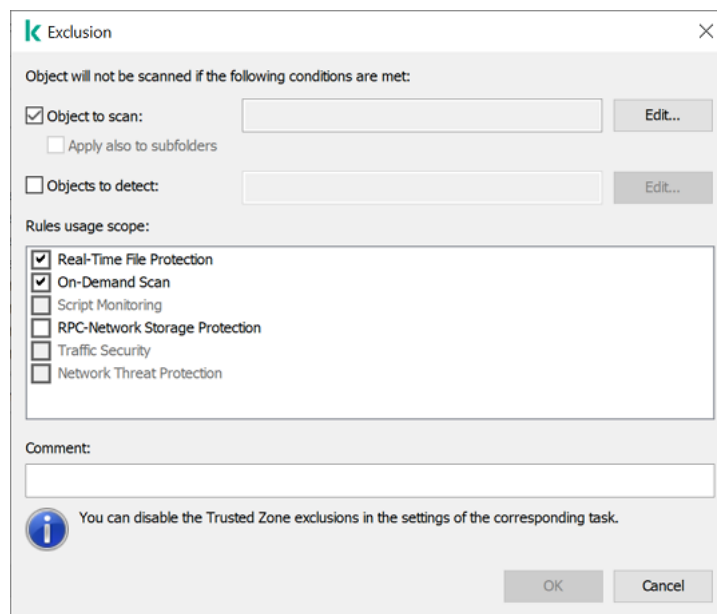 Exclusion
Object will not be scanned if the following conditions are met:
Object to scan: Edit...
Apply also to subfolders
Objects to detect: Edit...
Rules usage scope:
Real-Time File Protection
On-Demand Scan
Script Monitoring
RPC-Network Storage Protection
Traffic Security
Network Threat Protection
Comment:
You can disable the Trusted Zone exclusions in the settings of the corresponding task.
OK Cancel